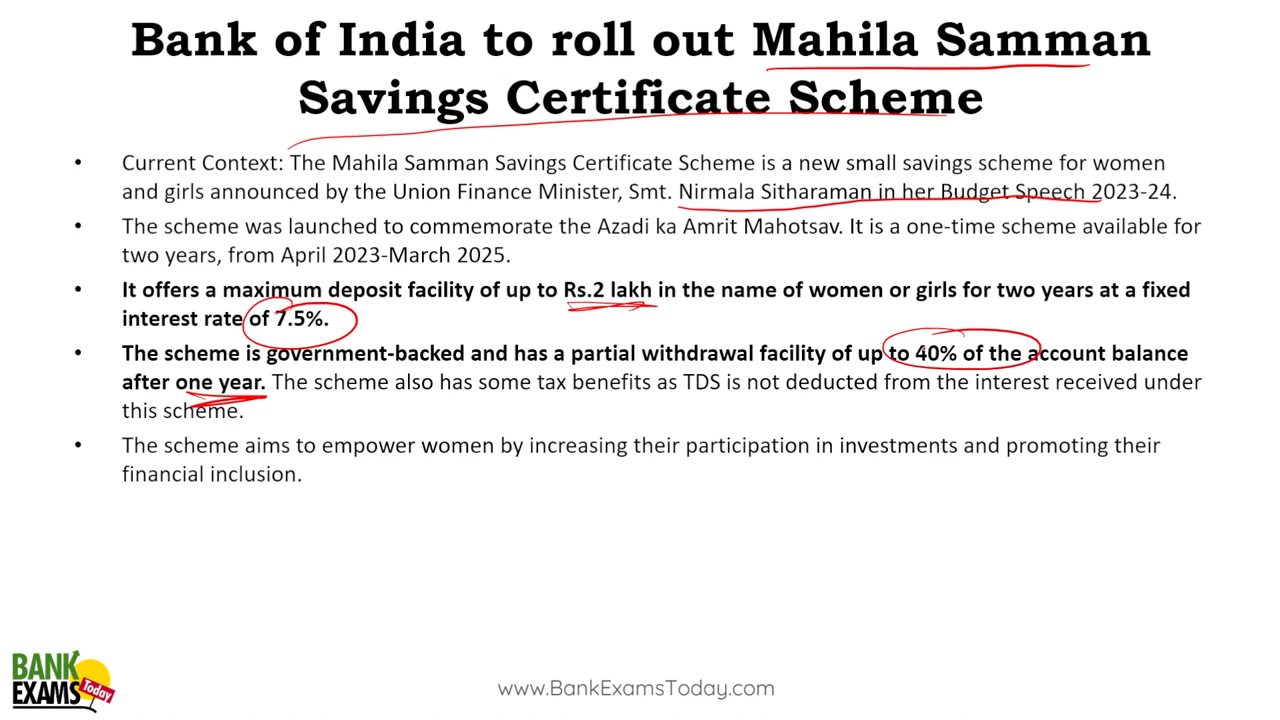 Bank of India to roll out Mahila Samman
Savings Certificate Scheme
• Current Context: The Mahila Samman Savings Certificate Scheme is a new small savings scheme for women
and girls announced by the Union Finance Minister, Smt. Nirmala Sitharaman in her Budget Speech 2023-24.
• The scheme was launched to commemorate the Azadi ka Amrit Mahotsav. It is a one-time scheme available for
two years, from April 2023-March 2025.
• It offers a maximum deposit facility of up to Rs.2 lakh in the name of women or girls for two years at a fixed
interest rate of 7.5%.
• The scheme is government-backed and has a partial withdrawal facility of up to 40% of the account balance
after one year. The scheme also has some tax benefits as TDS is not deducted from the interest received under
this scheme.
• The scheme aims to empower women by increasing their participation in investments and promoting their
financial inclusion.
BANK
EXAMS
Today
www.BankExamsToday.com